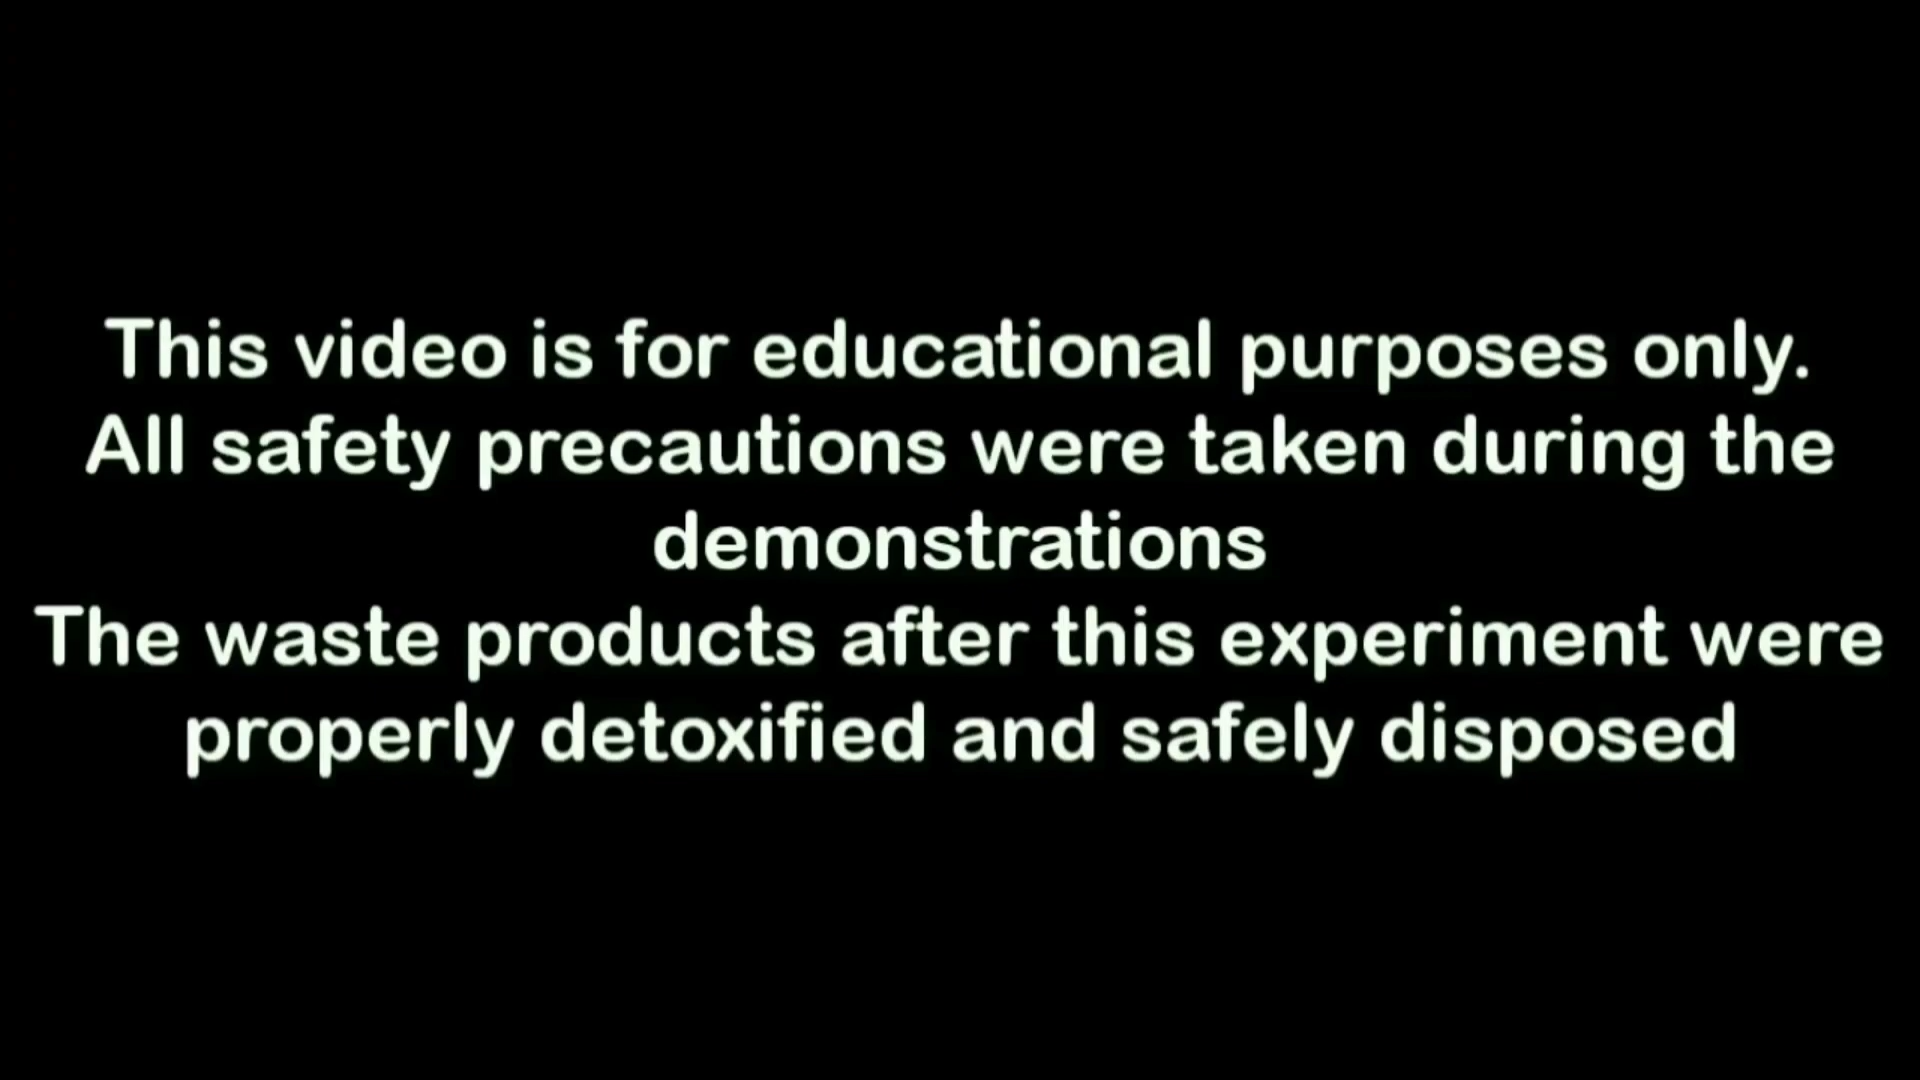 This video is for educational purposes only.
All safety precautions were taken during the
demonstrations
The waste products after this experiment were
properly detoxified and safely disposed